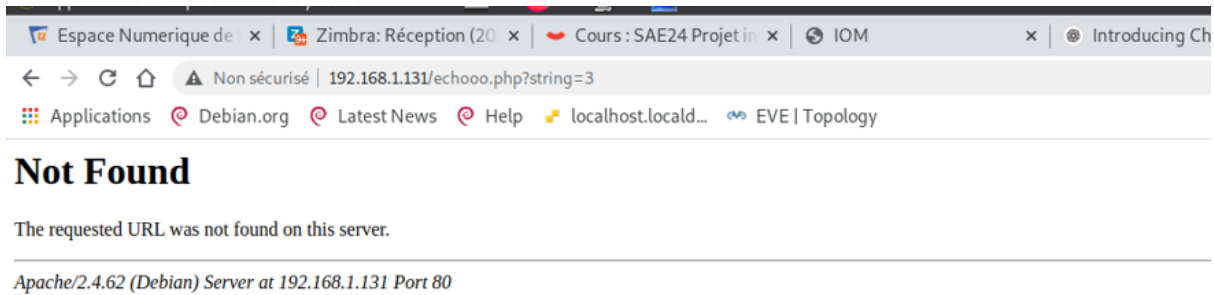 Espace Numerique de Zimbra: Réception (20 Cours : SAE24 Projet in IOM Introducing Ch
Non sécurisé 192.168.1.131/echooo.php?string=3
Applications Debian.org Latest News Help localhost.locald... EVE | Topology
Not Found
The requested URL was not found on this server.
Apache/2.4.62 (Debian) Server at 192.168.1.131 Port 80